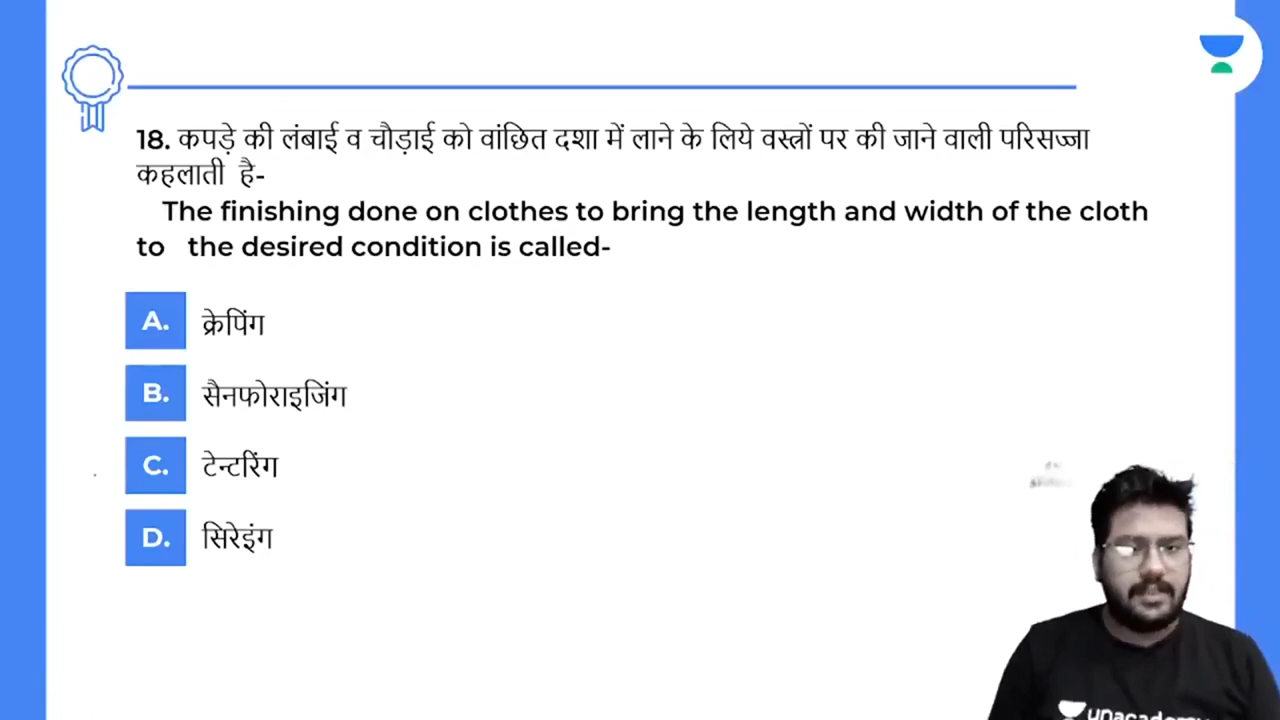 18. कपड़े की लंबाई व चौड़ाई को वांछित दशा में लाने के लिये वस्त्रों पर की जाने वाली परिसज्जा
कहलाती है-
The finishing done on clothes to bring the length and width of the cloth
to the desired condition is called-
A. क्रेपिंग
B. सैनफोराइजिंग
C. टेन्टरिंग
D. सिरेइंग
unacademy